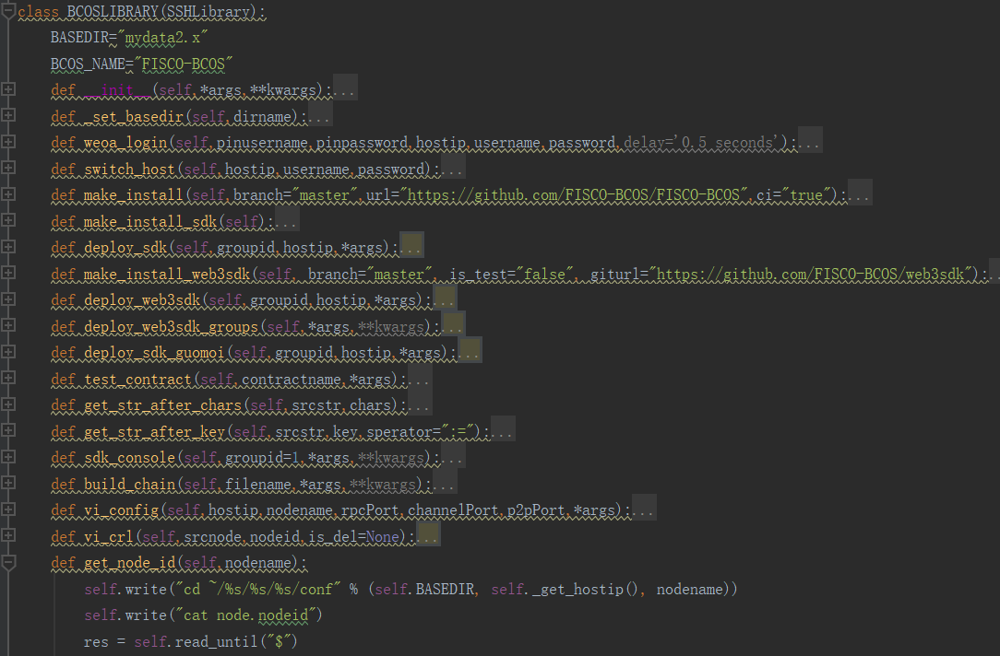 class BCOSLIBRARY(SSHLibrary):
BASEDIR="mydata2.x"
BCOS_NAME="FISCO-BCOS"
def __init__(self,*args,**kwargs):...
def _set_basedir(self,dirname):...
def weoa_login(self,pinusername,pinpassword,hostip,username,password,delay='0.5 seconds'):...
def switch_host(self,hostip,username,password):...
def make_install(self,branch="master",url="https://github.com/FISCO-BCOS/FISCO-BCOS",ci="true"):...
def make_install_sdk(self):...
def deploy_sdk(self,groupid,hostip,*args):...
def make_install_web3sdk(self, branch="master", is_test="false", giturl="https://github.com/FISCO-BCOS/web3sdk"):..
def deploy_web3sdk(self,groupid,hostip,*args):...
def deploy_web3sdk_groups(self,*args,**kwargs):...
def deploy_sdk_guomoi(self,groupid,hostip,*args):...
def test_contract(self,contractname,*args):...
def get_str_after_chars(self,srcstr,chars):...
def get_str_after_key(self,srcstr,key,sperator=":="):...
def sdk_console(self,groupid=1,*args,**kwargs):...
def build_chain(self,filename,*args,**kwargs):...
def vi_config(self,hostip,nodename,rpcPort,channelPort,p2pPort,*args):...
def vi_crl(self,srcnode,nodeid,is_del=None):...
def get_node_id(self,nodename):
self.write("cd ~/%s/%s/%s/conf" % (self.BASEDIR, self._get_hostip(), nodename))
self.write("cat node.nodeid")
res = self.read_until("$")